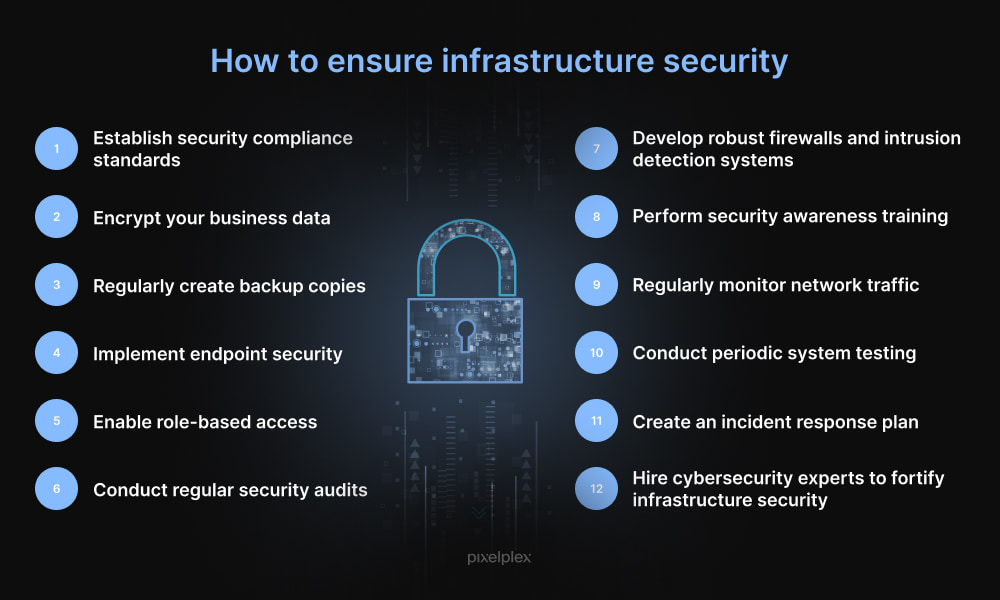 How to ensure infrastructure security
1
Establish security compliance
standards
2
Encrypt your business data
3
Regularly create backup copies
4
Implement endpoint security
5
Enable role-based access
6
Conduct regular security audits
7
Develop robust firewalls and intrusion
detection systems
8
Perform security awareness training
9
Regularly monitor network traffic
10
Conduct periodic system testing
11
Create an incident response plan
12
Hire cybersecurity experts to fortify
infrastructure security
pixelplex